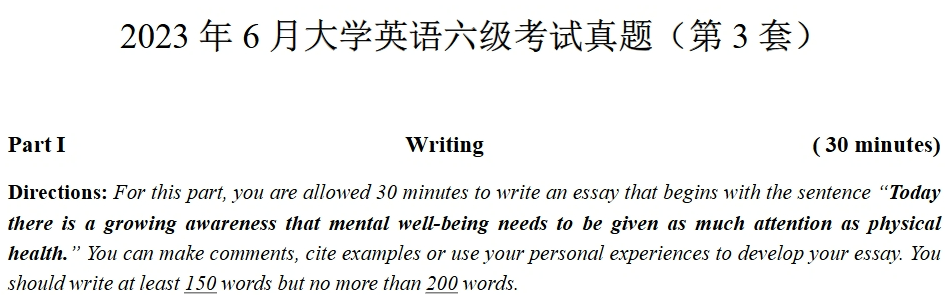 2023 年 6 月大学英语六级考试真题（第 3 套）
Part I Writing ( 30 minutes)
Directions: For this part, you are allowed 30 minutes to write an essay that begins with the sentence “Today
there is a growing awareness that mental well-being needs to be given as much attention as physical
health.” You can make comments, cite examples or use your personal experiences to develop your essay. You
should write at least 150 words but no more than 200 words.